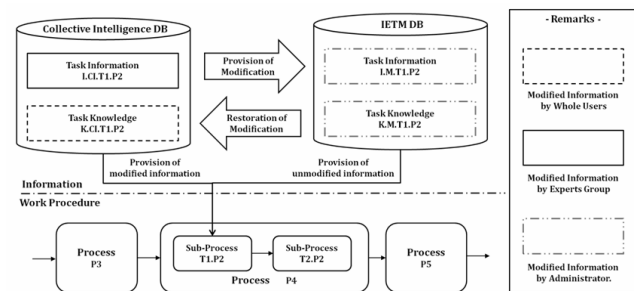 Collective Intelligence DB
Task Information
I.CI.T1.P2
Task Knowledge
K.CI.T1.P2
Provision of
Modification
Restoration of
Modification
IETM DB
Task Information
I.M.T1.P2
Task Knowledge
K.M.T1.P2
Provision of
modified information
Provision of
unmodified information
Information
Work Procedure
Process
P3
Sub-Process
T1.P2
Sub-Process
T2.P2
Process P4
Process
P5
- Remarks -
Modified Information
by Whole Users
Modified Information
by Experts Group
Modified Information
by Administrator.